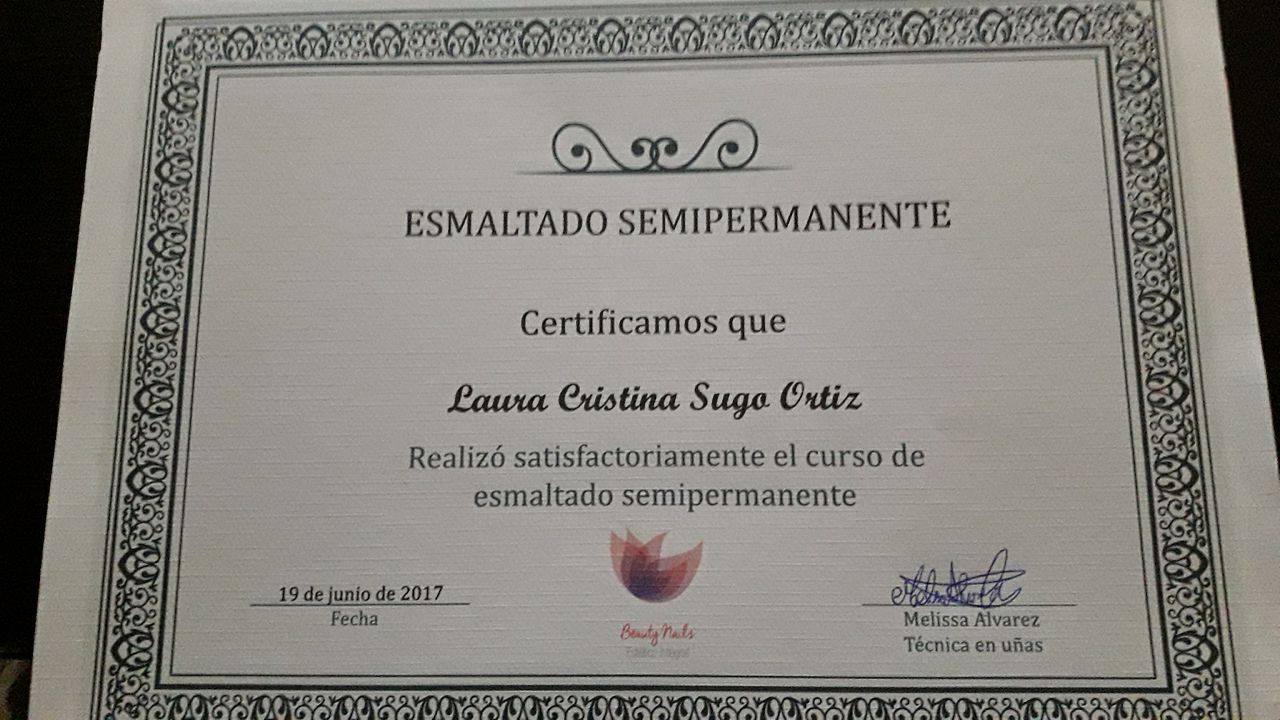 ESMALTADO SEMIPERMANENTE
Certificamos que
Laura Cristina Sugo Ortiz
Realizó satisfactoriamente el curso de
esmaltado semipermanente
19 de junio de 2017
Fecha
Beauty Nails
Melissa Alvarez
Técnica en uñas